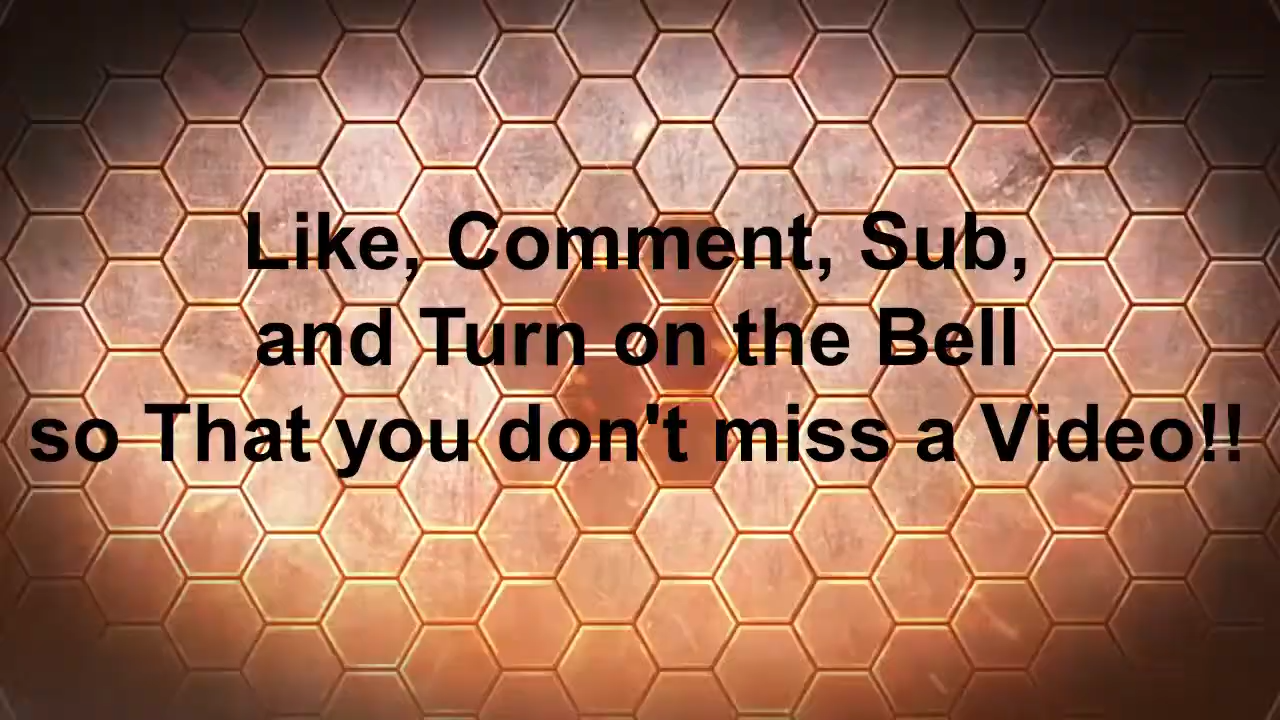 Like, Comment, Sub,
and Turn on the Bell
so That you don't miss a Video!!